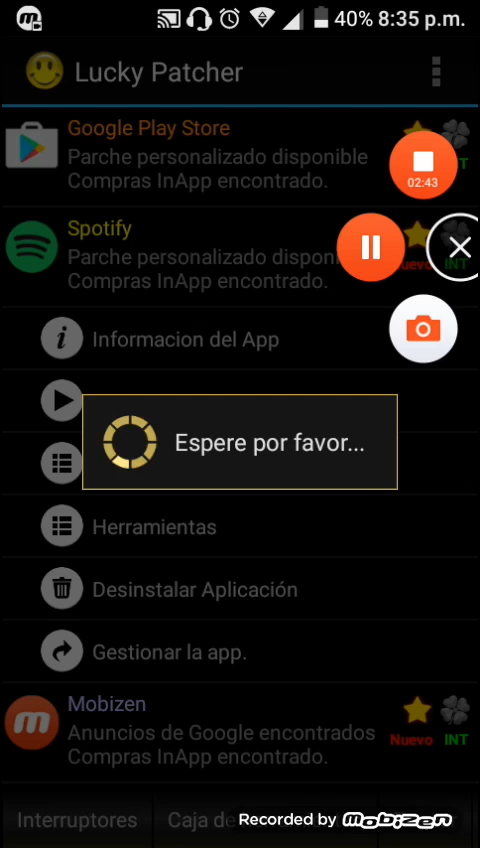 40% 8:35 p.m.
Lucky Patcher
Google Play Store
Parche personalizado disponible
Compras InApp encontrado.
02:43
Spotify
Parche personalizado dispon
Compras InApp encontrado.
INT
Informacion del App
Espere por favor...
Herramientas
Desinstalar Aplicación
Gestionar la app.
Mobizen
Anuncios de Google encontrados
Compras InApp encontrado.
Nuevo INT
Interruptores
Caja de
Recorded by Mobizen